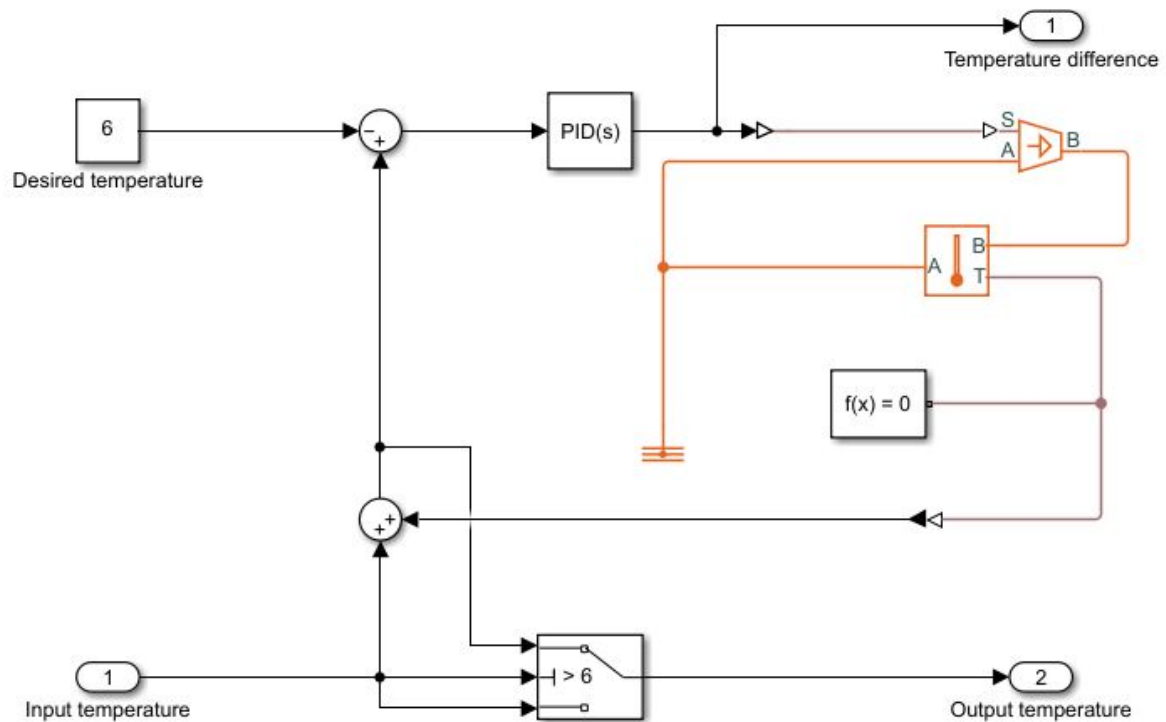 1
Temperature difference
6
Desired temperature
-
+
PID(s)
S
A
B
A
B
T
f(x) = 0
+
+
1
Input temperature
> 6
2
Output temperature